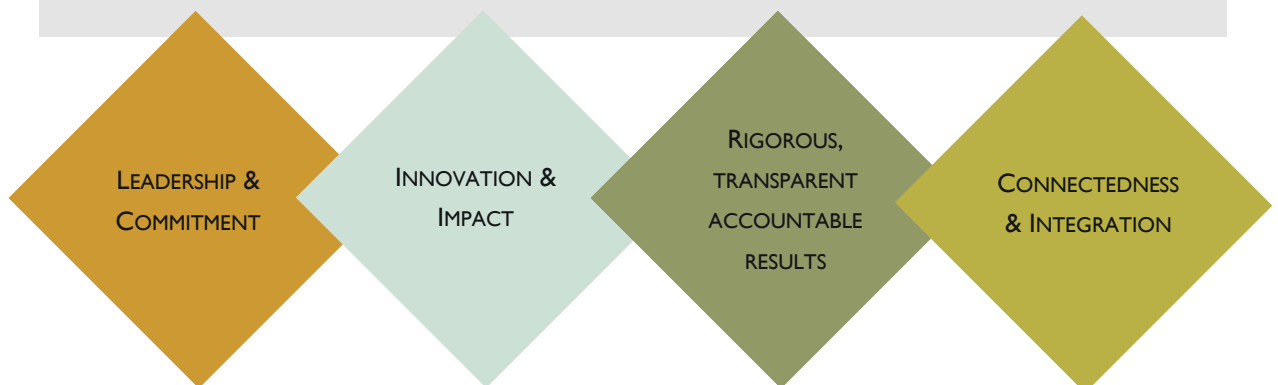 LEADERSHIP &
COMMITMENT
INNOVATION &
IMPACT
RIGOROUS,
TRANSPARENT
ACCOUNTABLE
RESULTS
CONNECTEDNESS
& INTEGRATION